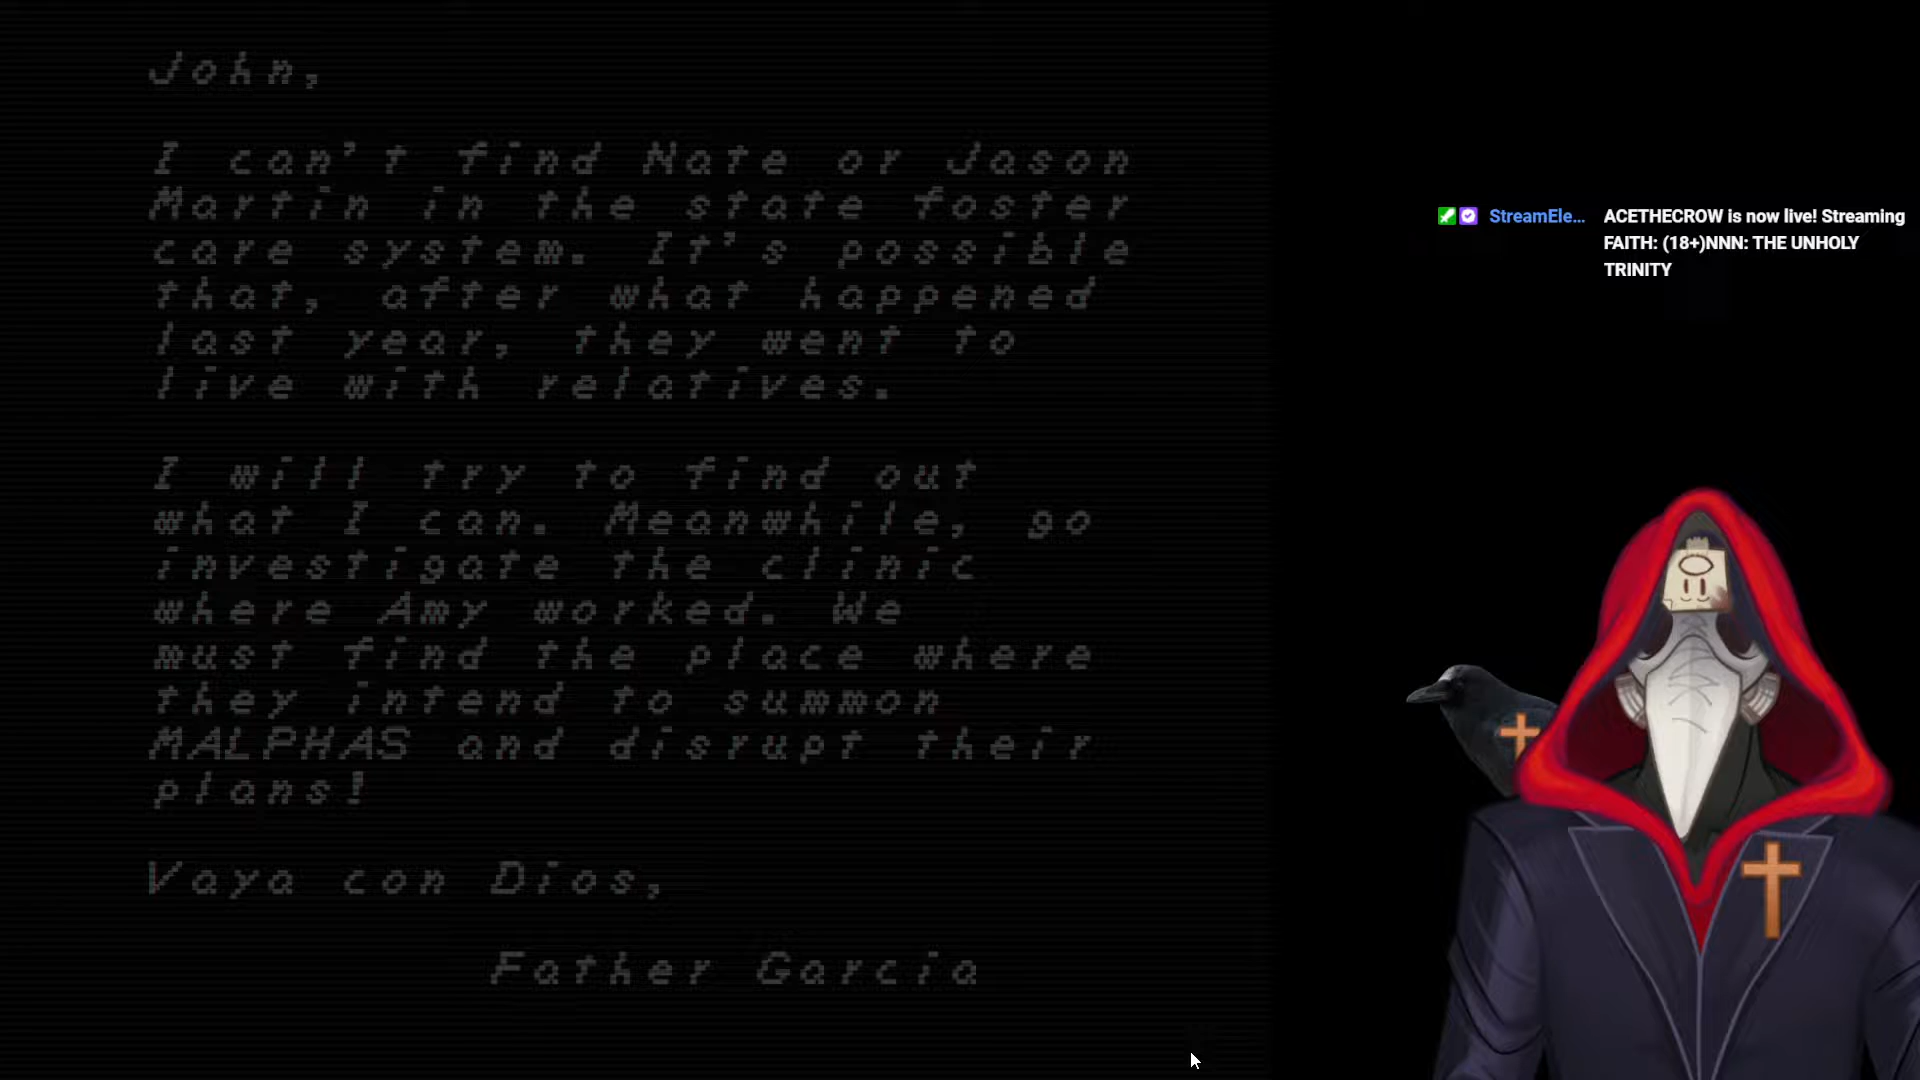 John,
I can't find Nate or Jason
Martin in the state foster
care system. It's possible
that, after what happened
last year, they went to
live with relatives.
I will try to find out
what I can. Meanwhile, go
investigate the clinic
where Amy worked. We
must find the place where
they intend to summon
MALPHAS and disrupt their
plans!
Vaya con Dios,
Father Garcia
StreamEle... ACETHECROW is now live! Streaming
FAITH: (18+)NNN: THE UNHOLY
TRINITY